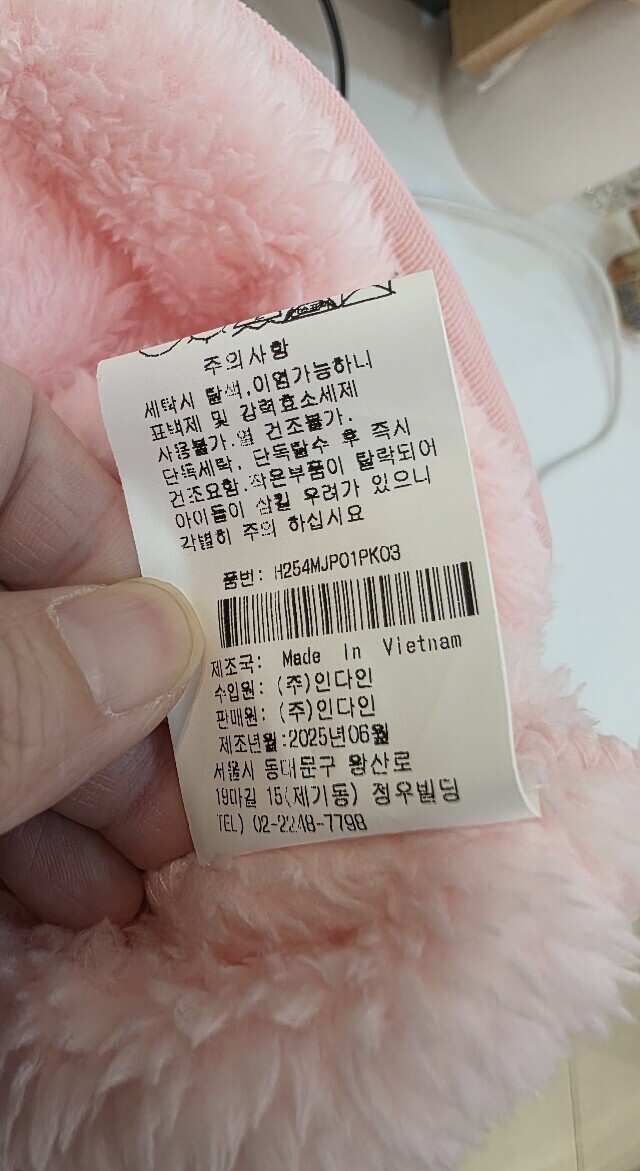 주의사항
세탁시 탈색,이염가능하니
표백제 및 강력효소세제
사용불가.열 건조불가.
단독세탁, 단독탈수 후 즉시
건조요함.작은부품이 탈락되어
아이들이 삼킬 우려가 있으니
각별히 주의 하십시요
품번: H254MJP01PK03
제조국: Made In Vietnam
수입원: (주)인다인
판매원: (주)인다인
제조년월:2025년06월
서울시 동대문구 왕산로
19마길 15(제기동) 정우빌딩
TEL) 02-2248-7798